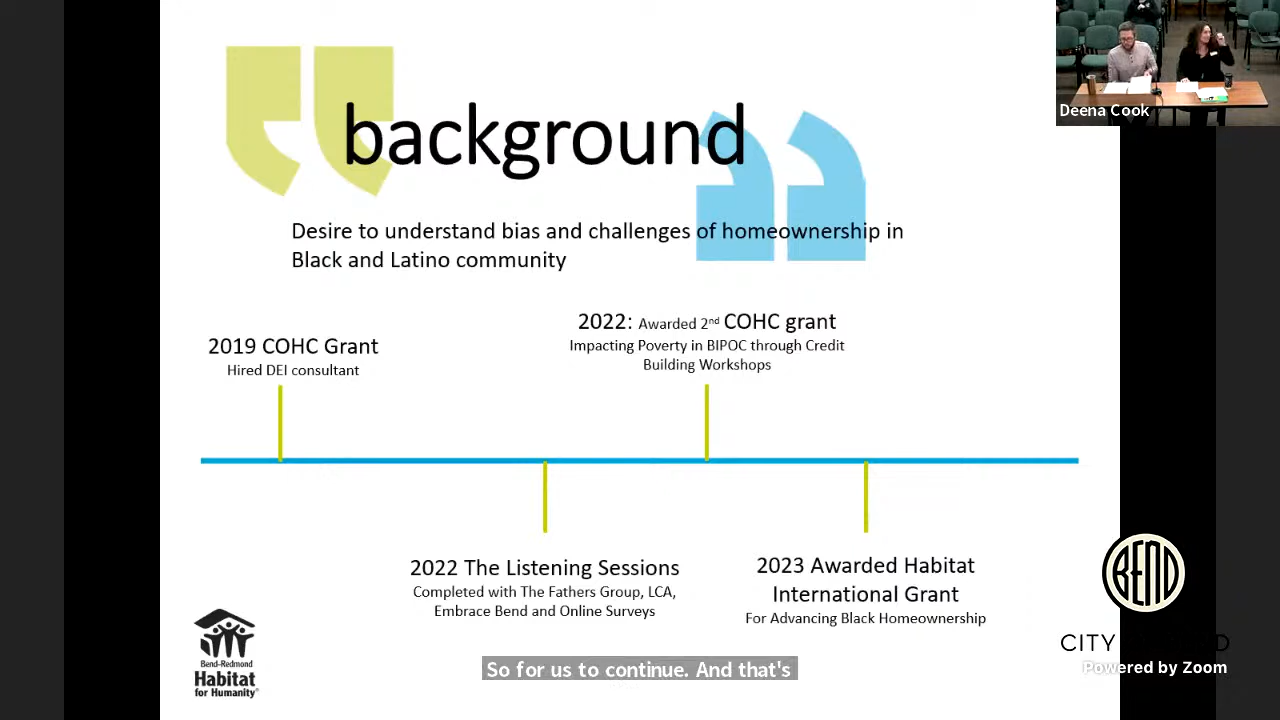 background
Deena Cook
Desire to understand bias and challenges of homeownership in
Black and Latino community
2019 COHC Grant
Hired DEI consultant
2022: Awarded 2nd COHC grant
Impacting Poverty in BIPOC through Credit
Building Workshops
2022 The Listening Sessions
Completed with The Fathers Group, LCA,
Embrace Bend and Online Surveys
2023 Awarded Habitat
International Grant
For Advancing Black Homeownership
Bend-Redmond
Habitat
for Humanity®
BEND
CITY D
Powered by Zoom
So for us to continue. And that's